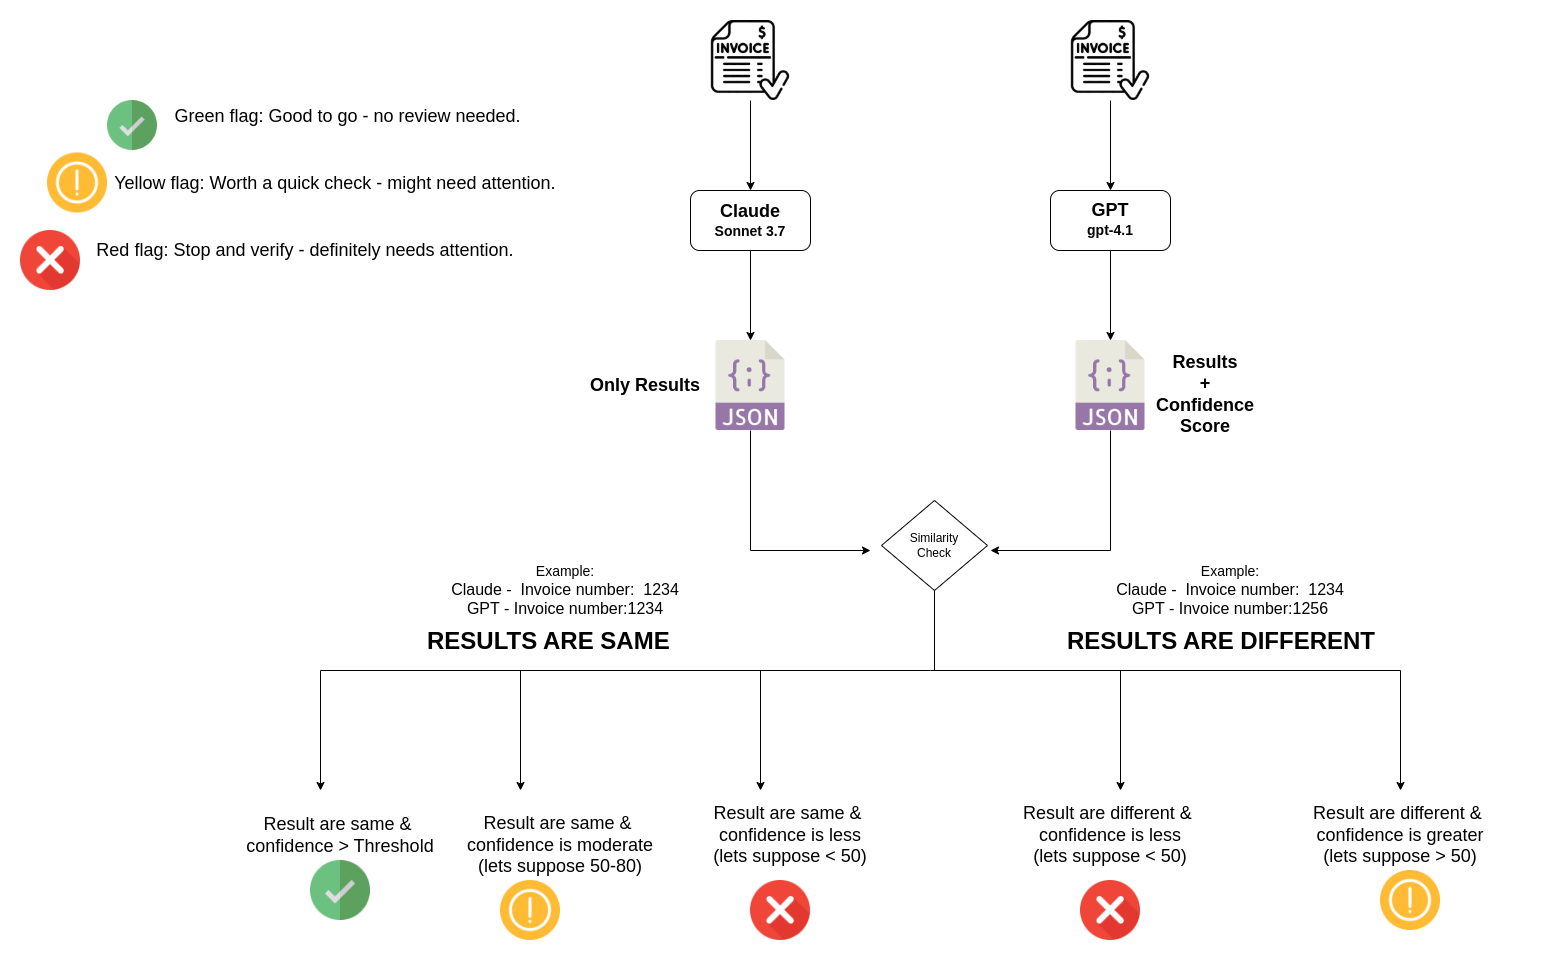 $
INVOICE
$
INVOICE
Green flag: Good to go - no review needed.
Yellow flag: Worth a quick check - might need attention.
Red flag: Stop and verify - definitely needs attention.
Claude
Sonnet 3.7
GPT
gpt-4.1
Only Results
{;}
JSON
{;}
JSON
Results
+
Confidence
Score
Similarity
Check
Example:
Claude -  Invoice number:  1234
GPT - Invoice number:1234
RESULTS ARE SAME
Example:
Claude -  Invoice number:  1234
GPT - Invoice number:1256
RESULTS ARE DIFFERENT
Result are same &
confidence > Threshold
Result are same &
confidence is moderate
(lets suppose 50-80)
Result are same &
confidence is less
(lets suppose < 50)
Result are different &
confidence is less
(lets suppose < 50)
Result are different &
confidence is greater
(lets suppose > 50)